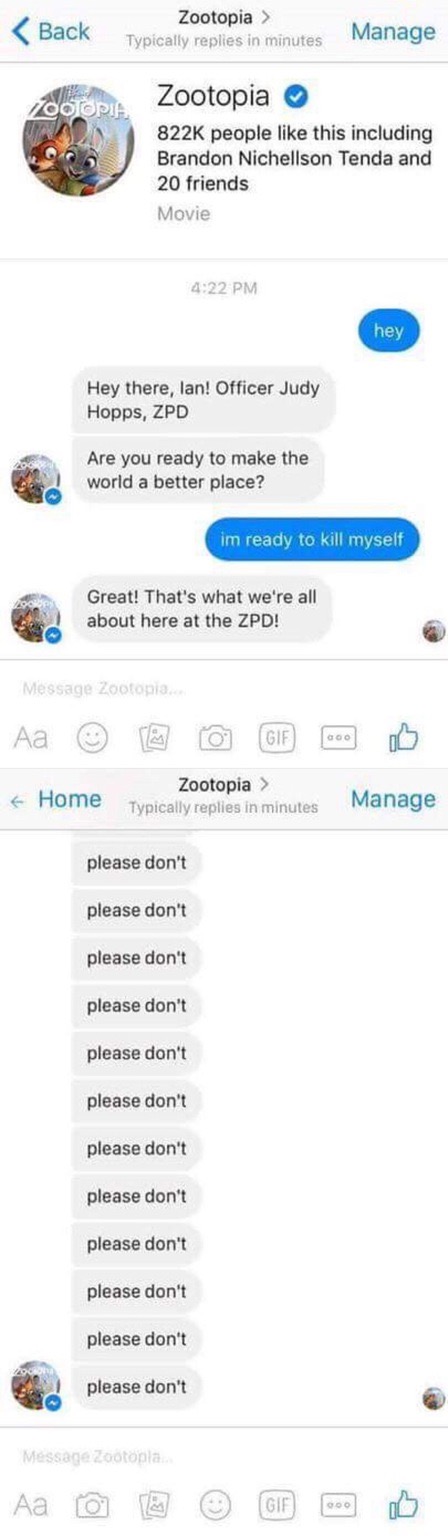 Back
Zootopia >
Typically replies in minutes
Manage
ZOOTOPIA
Zootopia
822K people like this including
Brandon Nichellson Tenda and
20 friends
Movie
4:22 PM
hey
Hey there, Ian! Officer Judy
Hopps, ZPD
Are you ready to make the
world a better place?
im ready to kill myself
Great! That's what we're all
about here at the ZPD!
Message Zootopia...
Aa
GIF
Home
Zootopia >
Typically replies in minutes
Manage
please don't
please don't
please don't
please don't
please don't
please don't
please don't
please don't
please don't
please don't
please don't
please don't
Message Zootopia...
Aa
GIF